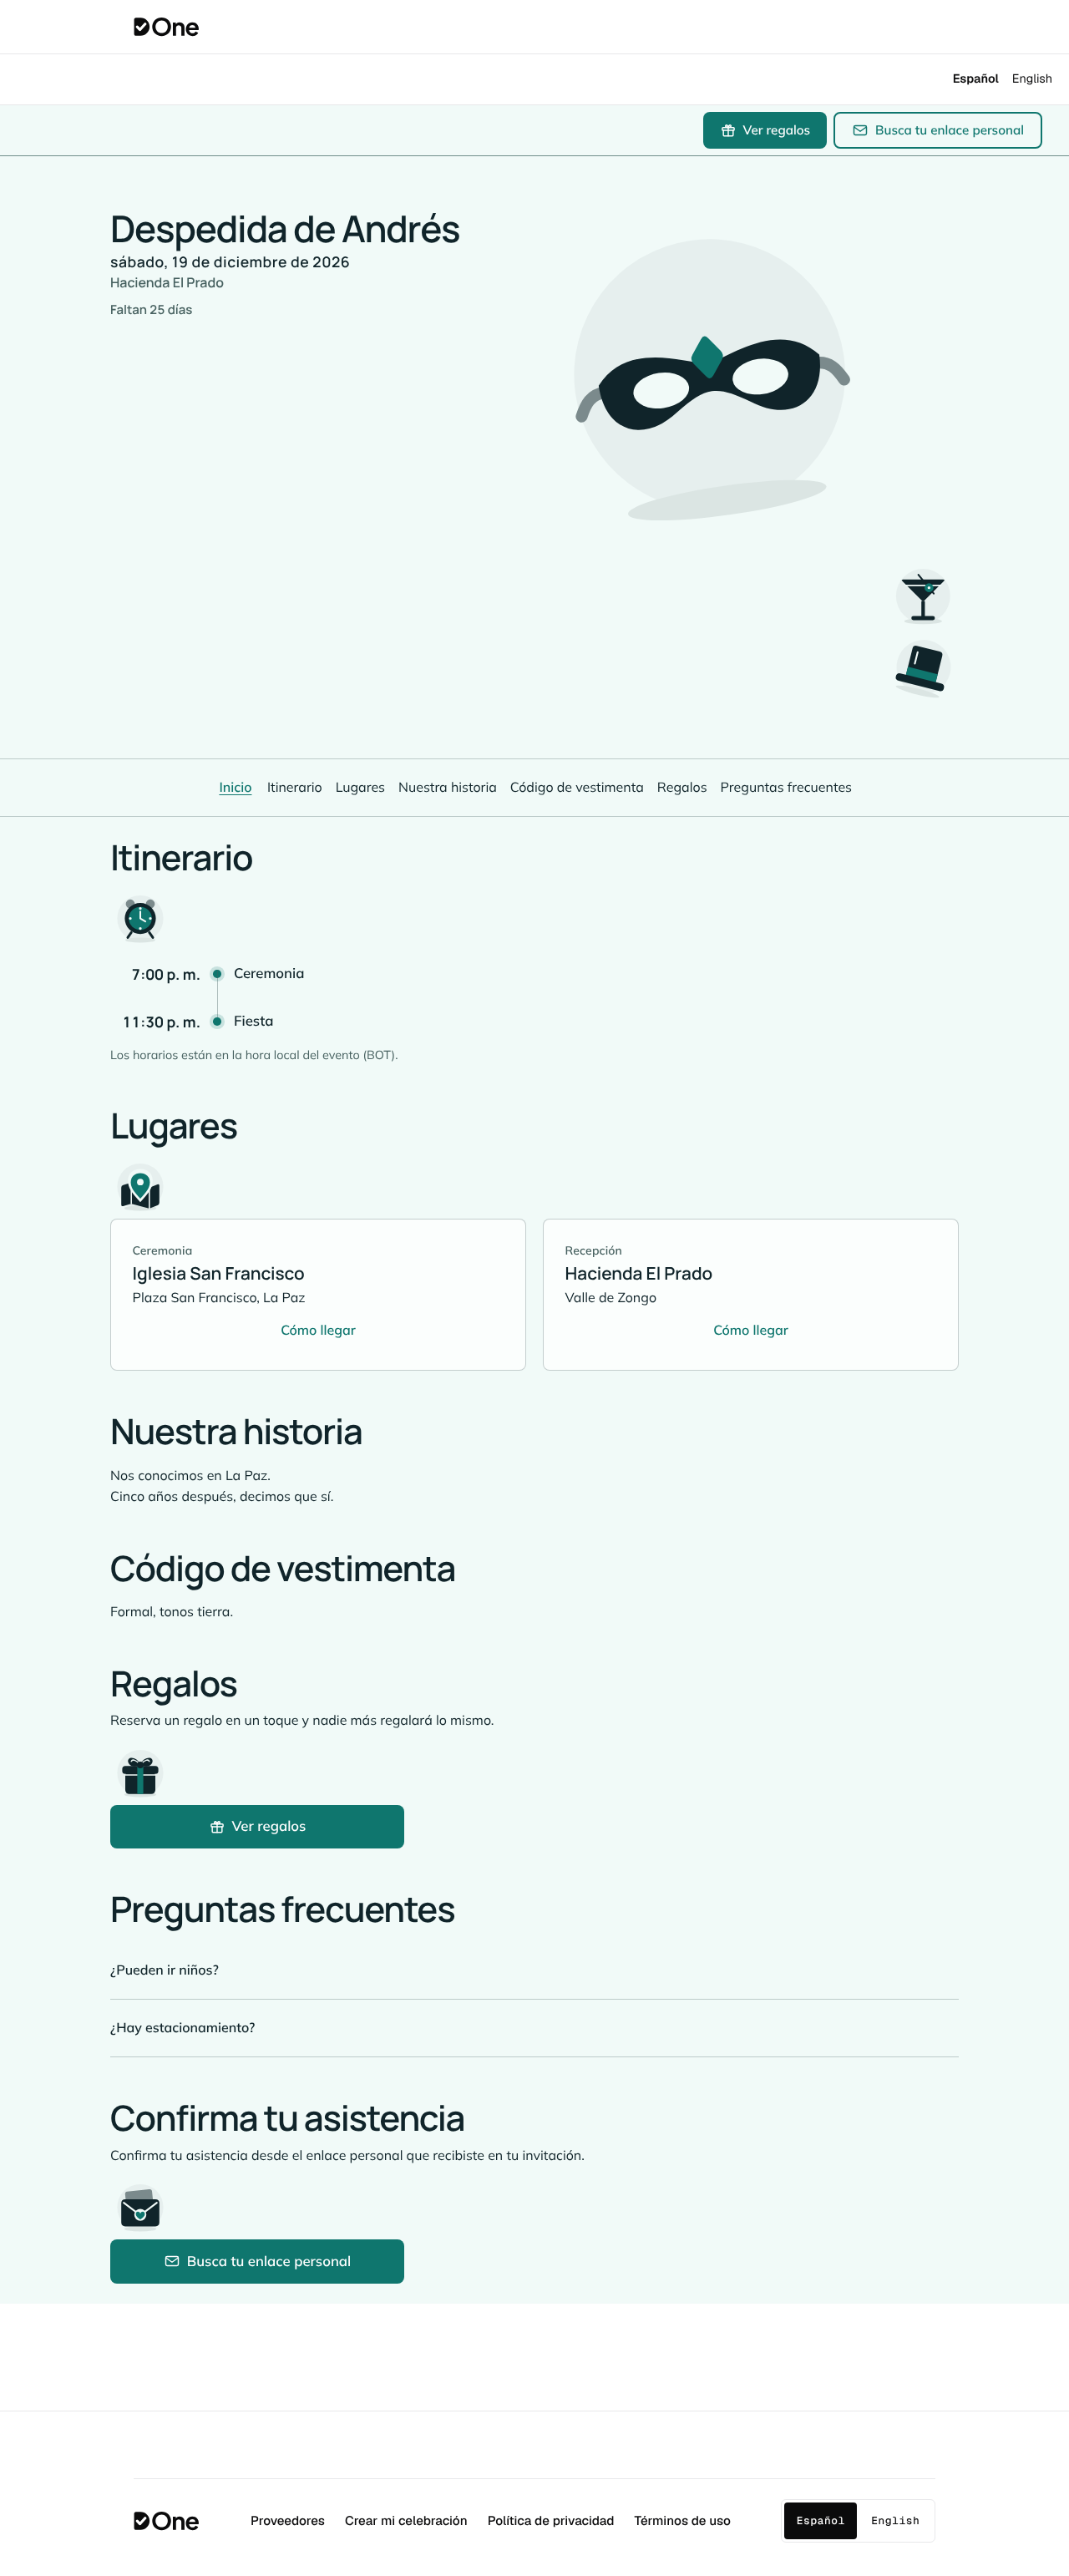 One
Español English
Ver regalos Busca tu enlace personal
Despedida de Andrés
sábado, 19 de diciembre de 2026
Hacienda El Prado
Faltan 25 días
Inicio Itinerario Lugares Nuestra historia Código de vestimenta Regalos Preguntas frecuentes
Itinerario
7:00 p. m. Ceremonia
11:30 p. m. Fiesta
Los horarios están en la hora local del evento (BOT).
Lugares
Ceremonia
Iglesia San Francisco
Plaza San Francisco, La Paz
Cómo llegar
Recepción
Hacienda El Prado
Valle de Zongo
Cómo llegar
Nuestra historia
Nos conocimos en La Paz.
Cinco años después, decimos que sí.
Código de vestimenta
Formal, tonos tierra.
Regalos
Reserva un regalo en un toque y nadie más regalará lo mismo.
Ver regalos
Preguntas frecuentes
¿Pueden ir niños?
¿Hay estacionamiento?
Confirma tu asistencia
Confirma tu asistencia desde el enlace personal que recibiste en tu invitación.
Busca tu enlace personal
One Proveedores Crear mi celebración Política de privacidad Términos de uso Español English